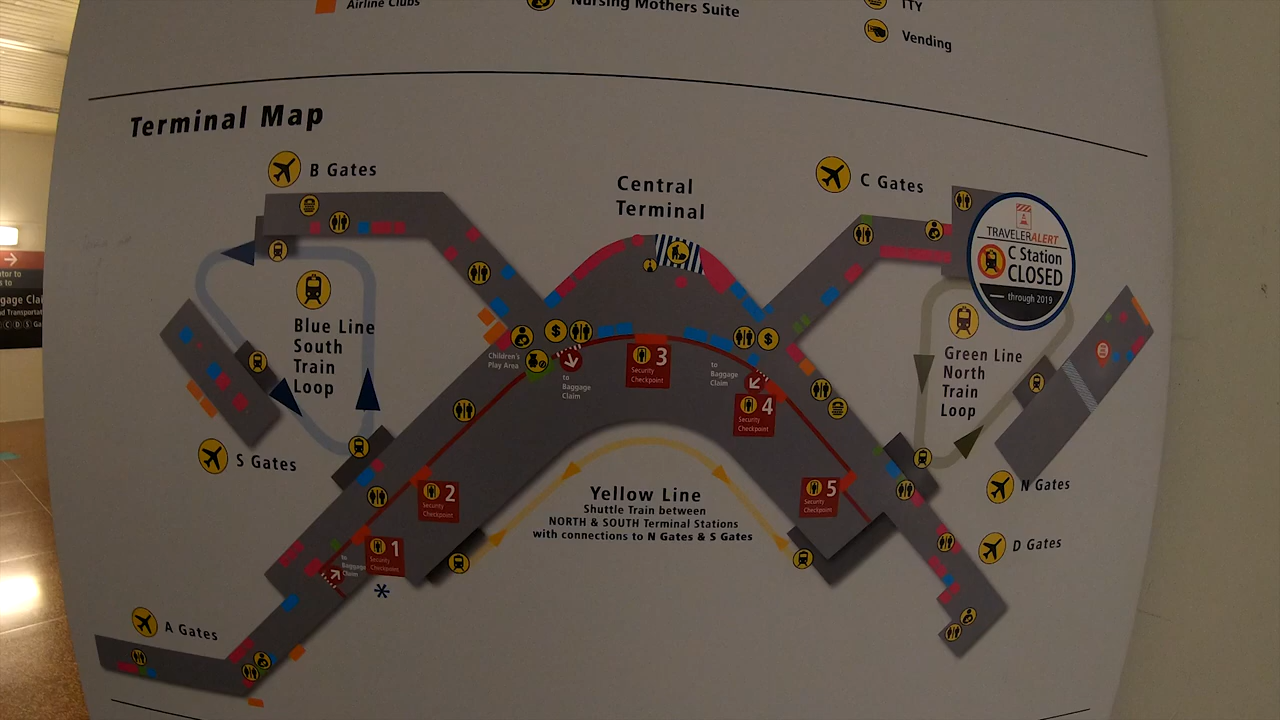 Airline Clubs
Nursing Mothers Suite
ITY
Vending
Terminal Map
B Gates
Central
Terminal
C Gates
TRAVELERALERT
C Station
CLOSED
through 2019
Blue Line
South
Train
Loop
Children's
Play Area
$
to
Baggage
Claim
3
Security
Checkpoint
to
Baggage
Claim
$
4
Security
Checkpoint
Green Line
North
Train
Loop
S Gates
2
Security
Checkpoint
Yellow Line
Shuttle Train between
NORTH & SOUTH Terminal Stations
with connections to N Gates & S Gates
5
Security
Checkpoint
N Gates
D Gates
to
Baggage
Claim
1
Security
Checkpoint
*
A Gates